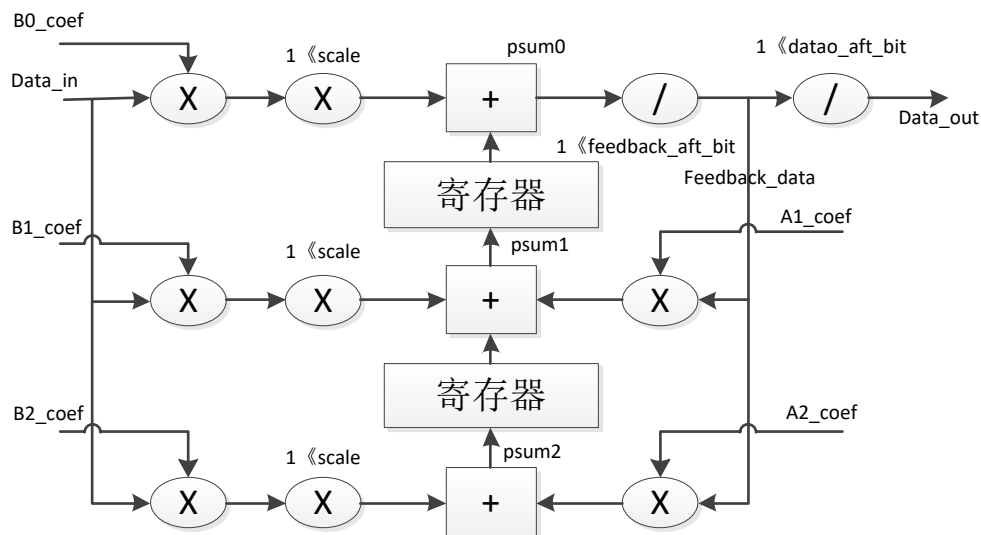 B0_coef
psum0
1《scale
1《datao_aft_bit
Data_in
X
X
+
/
/
Data_out
1《feedback_aft_bit
寄存器
Feedback_data
B1_coef
A1_coef
psum1
1《scale
X
X
+
X
寄存器
B2_coef
A2_coef
psum2
1《scale
X
X
+
X